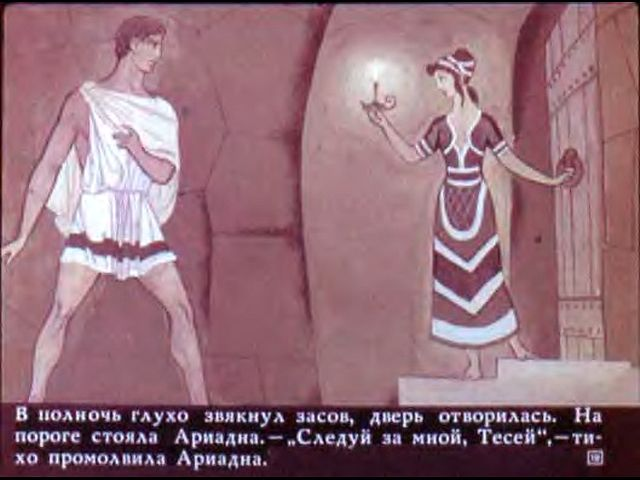 В полночь глухо звякнул засов, дверь отворилась. На
пороге стояла Ариадна.—„Следуй за мной, Тесей“,—ти-
хо промолвила Ариадна.